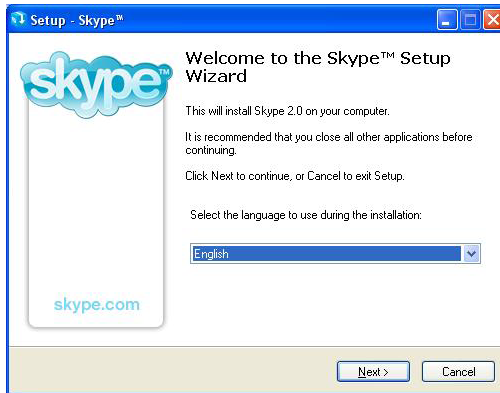 Setup - Skype™
skype™
Welcome to the Skype™ Setup
Wizard
This will install Skype 2.0 on your computer.
It is recommended that you close all other applications before
continuing.
Click Next to continue, or Cancel to exit Setup.
Select the language to use during the installation:
English
skype.com
Next >
Cancel